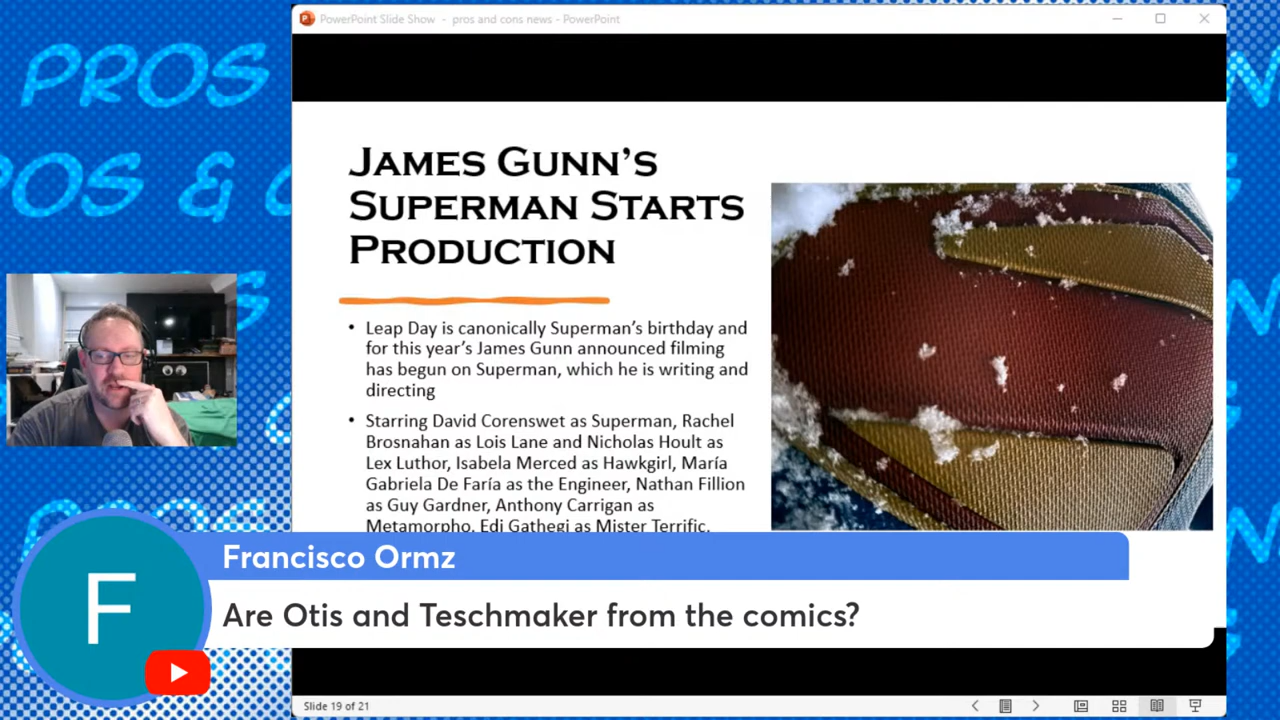 PowerPoint Slide Show - pros and cons news - PowerPoint
PROS
PROS & C
JAMES GUNN'S
SUPERMAN STARTS
PRODUCTION
• Leap Day is canonically Superman's birthday and
for this year's James Gunn announced filming
has begun on Superman, which he is writing and
directing
• Starring David Corenswet as Superman, Rachel
Brosnahan as Lois Lane and Nicholas Hoult as
Lex Luthor, Isabela Merced as Hawkgirl, María
Gabriela De Faría as the Engineer, Nathan Fillion
as Guy Gardner, Anthony Carrigan as
Metamorpho, Edi Gathegi as Mister Terrific,
F
Francisco Ormz
Are Otis and Teschmaker from the comics?
Slide 19 of 21